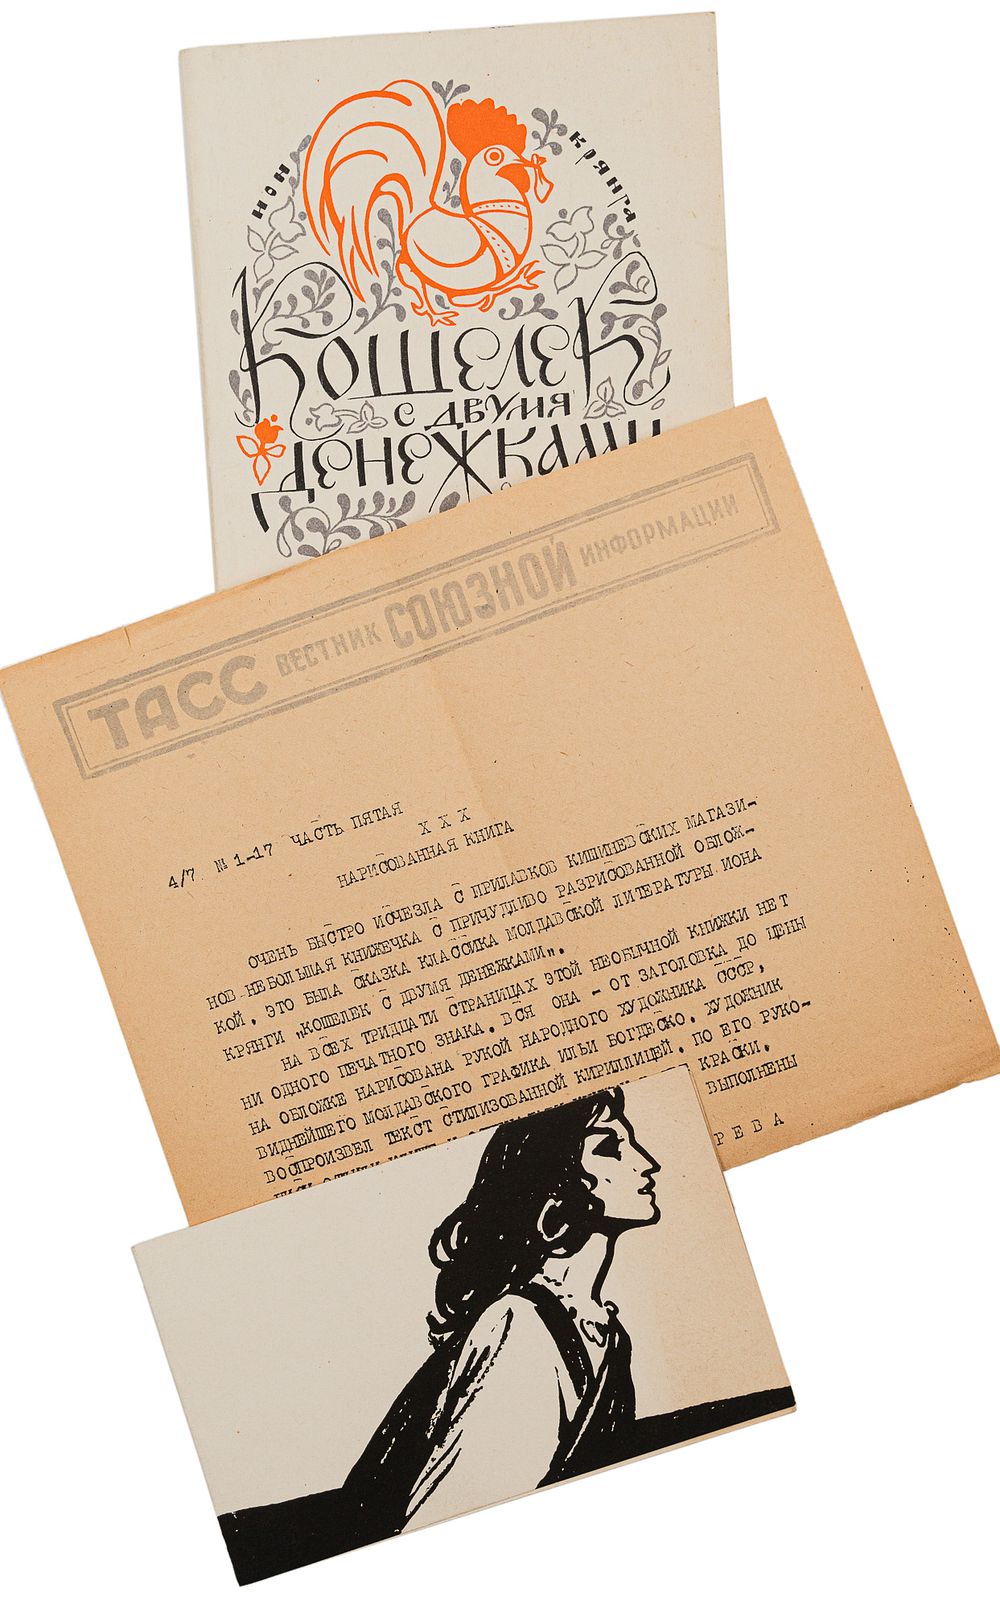 ион крянгэ
Кошелек
с двумя
денежками
ТАСС ВЕСТНИК СОЮЗНОЙ ИНФОРМАЦИИ
4/7 № 1-17 ЧАСТЬ ПЯТАЯ
Х Х Х
НАРИСОВАННАЯ КНИГА
ОЧЕНЬ БЫСТРО ИСЧЕЗЛА С ПРИЛАВКОВ КИШИНЕВСКИХ МАГАЗИ-
НОВ НЕБОЛЬШАЯ КНИЖЕЧКА С ПРИЧУДЛИВО РАЗРИСОВАННОЙ ОБЛОЖ-
КОЙ. ЭТО БЫЛА СКАЗКА КЛАССИКА МОЛДАВСКОЙ ЛИТЕРАТУРЫ ИОНА
КРЯНГИ „КОШЕЛЕК С ДВУМЯ ДЕНЕЖКАМИ„.
НА ВСЕХ ТРИДЦАТИ СТРАНИЦАХ ЭТОЙ НЕОБЫЧНОЙ КНИЖКИ НЕТ
НИ ОДНОГО ПЕЧАТНОГО ЗНАКА. ВСЯ ОНА - ОТ ЗАГОЛОВКА ДО ЦЕНЫ
НА ОБЛОЖКЕ НАРИСОВАНА РУКОЙ НАРОДНОГО ХУДОЖНИКА СССР,
ВИДНЕЙШЕГО МОЛДАВСКОГО ГРАФИКА ИЛЬИ БОГДЕСКО. ХУДОЖНИК
ВОСПРОИЗВЕЛ ТЕКСТ СТИЛИЗОВАННОЙ КИРИЛЛИЦЕЙ. ПО ЕГО РУКО-
КРАСКИ.
ВЫПОЛНЕНЫ
РЕВА